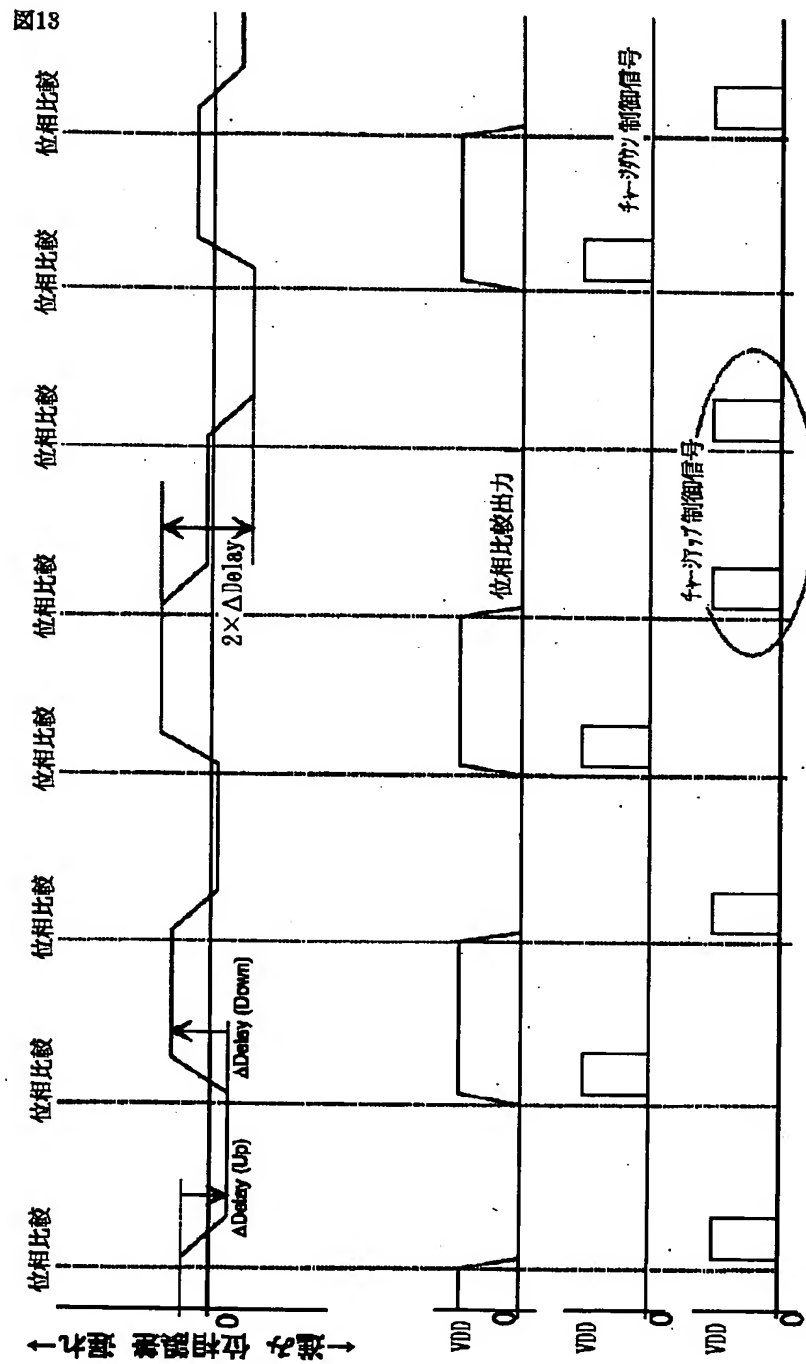 図13
位相比較
位相比較
位相比較
位相比較
位相比較
位相比較
位相比較
位相比較
←進み 位相誤差 遅れ→
0
ΔDelay (Up)
ΔDelay (Down)
2×ΔDelay
VDD
0
位相比較出力
VDD
0
チャージダウン制御信号
VDD
0
チャージアップ制御信号